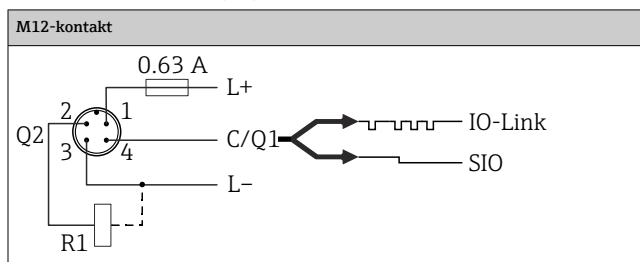 M12-kontakt
0.63 A
L+
2 1
Q2
3 4
C/Q1
IO-Link
SIO
L–
R1